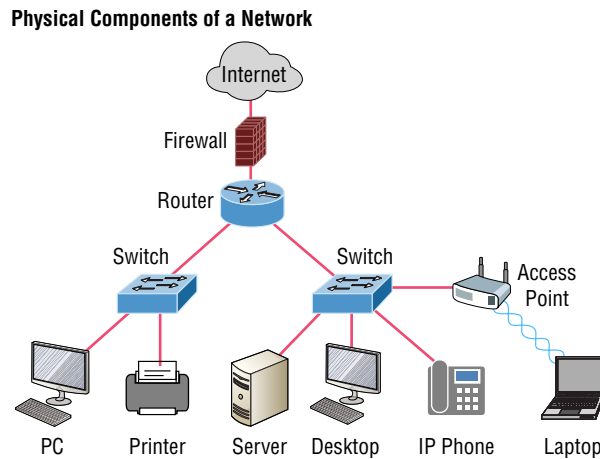 Physical Components of a Network
Internet
Firewall
Router
Switch
Switch
Access
Point
PC
Printer
Server
Desktop
IP Phone
Laptop